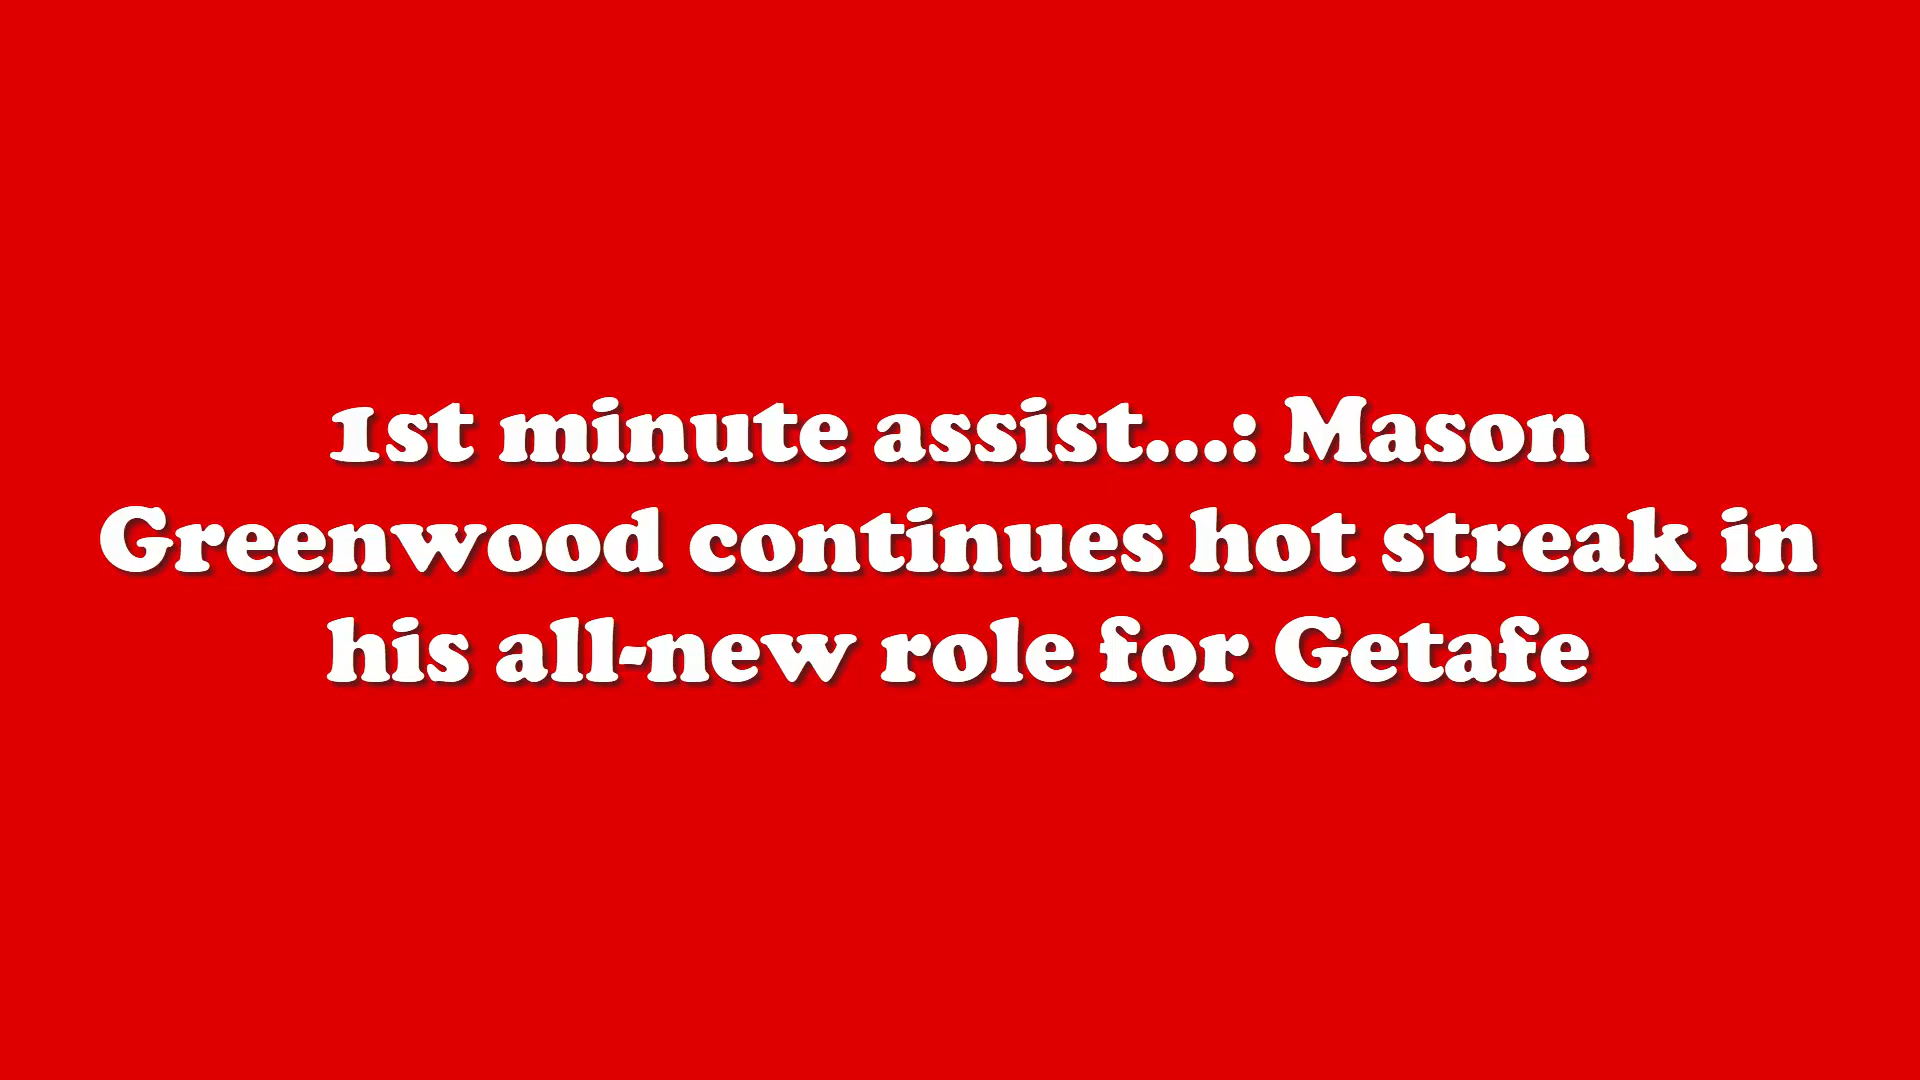 1st minute assist...: Mason
Greenwood continues hot streak in
his all-new role for Getafe